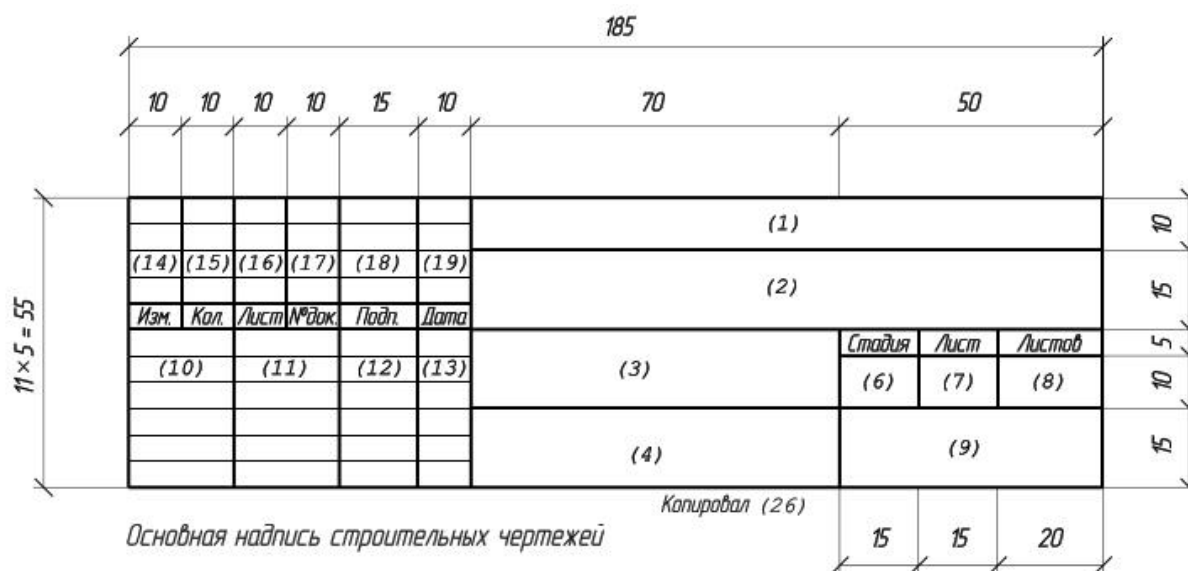 185
10 10 10 10 15 10 70 50
(1) 10
(14) (15) (16) (17) (18) (19) (2) 15
Изм. Кол. Лист №док. Подп. Дата
11×5 = 55
Стадия Лист Листов 5
(10) (11) (12) (13) (3) (6) (7) (8) 10
(4) (9) 15
Копировал (26)
Основная надпись строительных чертежей
15 15 20